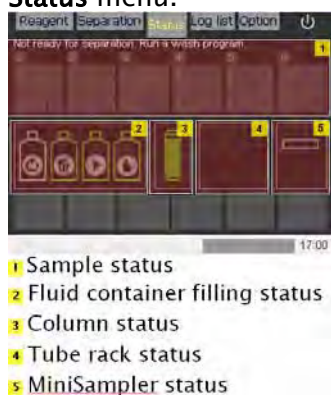 Status menu.
Reagent Separation Status Log list Option
Not ready for separation. Run a Wash program.
1
2 3 4 5
17:00
1 Sample status
2 Fluid container filling status
3 Column status
4 Tube rack status
5 MiniSampler status